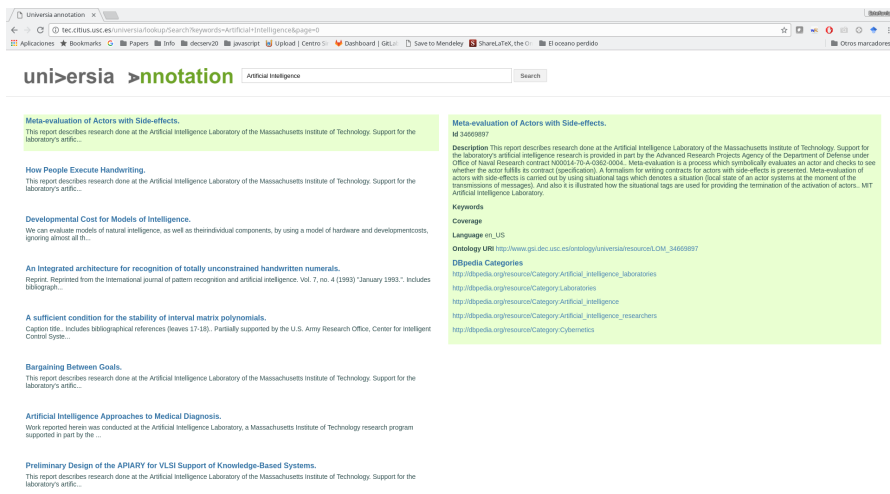 Universia annotation
tec.citius.usc.es/universia/lookup/Search?keywords=Artificial+Intelligence&page=0
Aplicaciones Bookmarks G Papers Info decserv20 javascript Upload | Centro Si Dashboard | GitLa Save to Mendeley ShareLaTeX, the O El oceano perdido Otros marcadores
uni>ersia >nnotation Artificial Intelligence Search
Meta-evaluation of Actors with Side-effects.
This report describes research done at the Artificial Intelligence Laboratory of the Massachusetts Institute of Technology. Support for the
laboratory's artific...
How People Execute Handwriting.
This report describes research done at the Artificial Intelligence Laboratory of the Massachusetts Institute of Technology. Support for the
laboratory's artific...
Developmental Cost for Models of Intelligence.
We can evaluate models of natural intelligence, as well as theirindividual components, by using a model of hardware and developmentcosts,
ignoring almost all th...
An Integrated architecture for recognition of totally unconstrained handwritten numerals.
Reprint. Reprinted from the International journal of pattern recognition and artificial intelligence. Vol. 7, no. 4 (1993) "January 1993.". Includes
bibliograph...
A sufficient condition for the stability of interval matrix polynomials.
Caption title.. Includes bibliographical references (leaves 17-18).. Partially supported by the U.S. Army Research Office, Center for Intelligent
Control Syste...
Bargaining Between Goals.
This report describes research done at the Artificial Intelligence Laboratory of the Massachusetts Institute of Technology. Support for the
laboratory's artific...
Artificial Intelligence Approaches to Medical Diagnosis.
Work reported herein was conducted at the Artificial Intelligence Laboratory, a Massachusetts Institute of Technology research program
supported in part by the ...
Preliminary Design of the APIARY for VLSI Support of Knowledge-Based Systems.
This report describes research done at the Artificial Intelligence Laboratory of the Massachusetts Institute of Technology. Support for the
laboratory's artific...
Meta-evaluation of Actors with Side-effects.
Id 34669897
Description This report describes research done at the Artificial Intelligence Laboratory of the Massachusetts Institute of Technology. Support for
the laboratory's artificial intelligence research is provided in part by the Advanced Research Projects Agency of the Department of Defense under
Office of Naval Research contract N00014-70-A-0362-0004.. Meta-evaluation is a process which symbolically evaluates an actor and checks to see
whether the actor fulfills its contract (specification). A formalism for writing contracts for actors with side-effects is presented. Meta-evaluation of
actors with side-effects is carried out by using situational tags which denotes a situation (local state of an actor systems at the moment of the
transmissions of messages). And also it is illustrated how the situational tags are used for providing the termination of the activation of actors.. MIT
Artificial Intelligence Laboratory.
Keywords
Coverage
Language en_US
Ontology URI http://www.gsi.dec.usc.es/ontology/universia/resource/LOM_34669897
DBpedia Categories
http://dbpedia.org/resource/Category:Artificial_intelligence_laboratories
http://dbpedia.org/resource/Category:Laboratories
http://dbpedia.org/resource/Category:Artificial_intelligence
http://dbpedia.org/resource/Category:Artificial_intelligence_researchers
http://dbpedia.org/resource/Category:Cybernetics